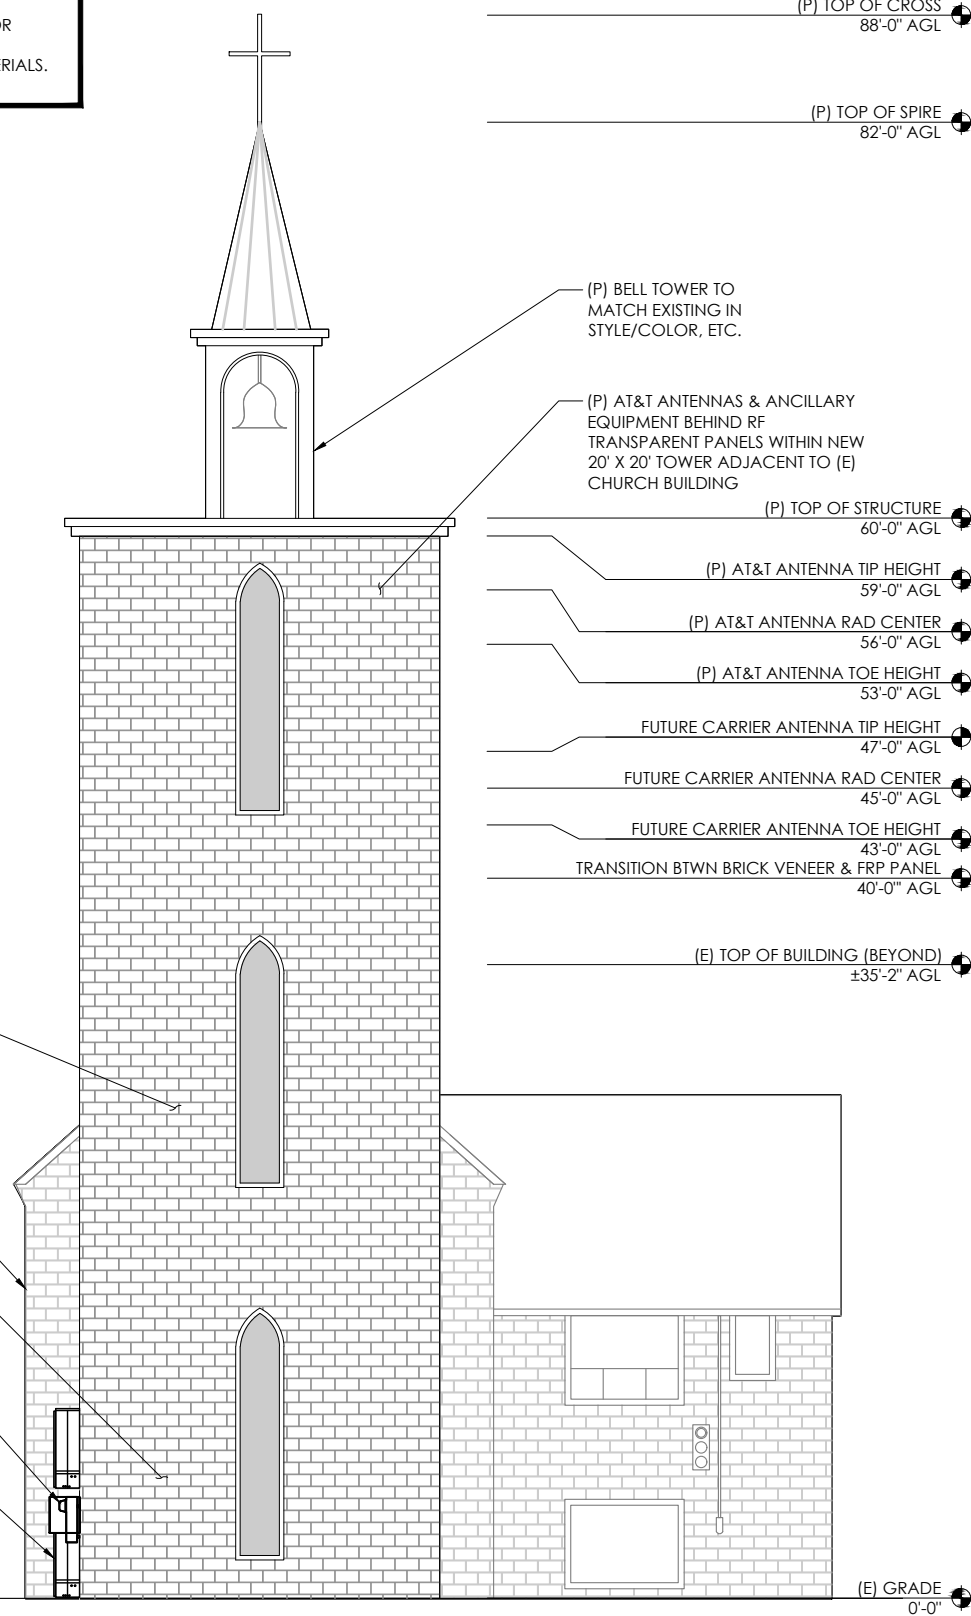 OR
ERIALS.
(P) TOP OF CROSS
88'-0" AGL
(P) TOP OF SPIRE
82'-0" AGL
(P) BELL TOWER TO
MATCH EXISTING IN
STYLE/COLOR, ETC.
(P) AT&T ANTENNAS & ANCILLARY
EQUIPMENT BEHIND RF
TRANSPARENT PANELS WITHIN NEW
20' X 20' TOWER ADJACENT TO (E)
CHURCH BUILDING
(P) TOP OF STRUCTURE
60'-0" AGL
(P) AT&T ANTENNA TIP HEIGHT
59'-0" AGL
(P) AT&T ANTENNA RAD CENTER
56'-0" AGL
(P) AT&T ANTENNA TOE HEIGHT
53'-0" AGL
FUTURE CARRIER ANTENNA TIP HEIGHT
47'-0" AGL
FUTURE CARRIER ANTENNA RAD CENTER
45'-0" AGL
FUTURE CARRIER ANTENNA TOE HEIGHT
43'-0" AGL
TRANSITION BTWN BRICK VENEER & FRP PANEL
40'-0"' AGL
(E) TOP OF BUILDING (BEYOND)
±35'-2" AGL
(E) GRADE
0'-0"